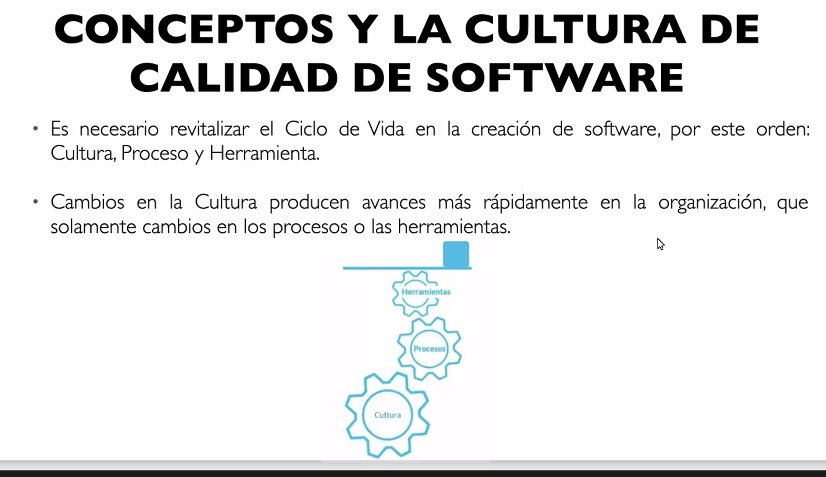 CONCEPTOS Y LA CULTURA DE
CALIDAD DE SOFTWARE
• Es necesario revitalizar el Ciclo de Vida en la creación de software, por este orden:
Cultura, Proceso y Herramienta.
• Cambios en la Cultura producen avances más rápidamente en la organización, que
solamente cambios en los procesos o las herramientas.
Herramientas
Procesos
Cultura